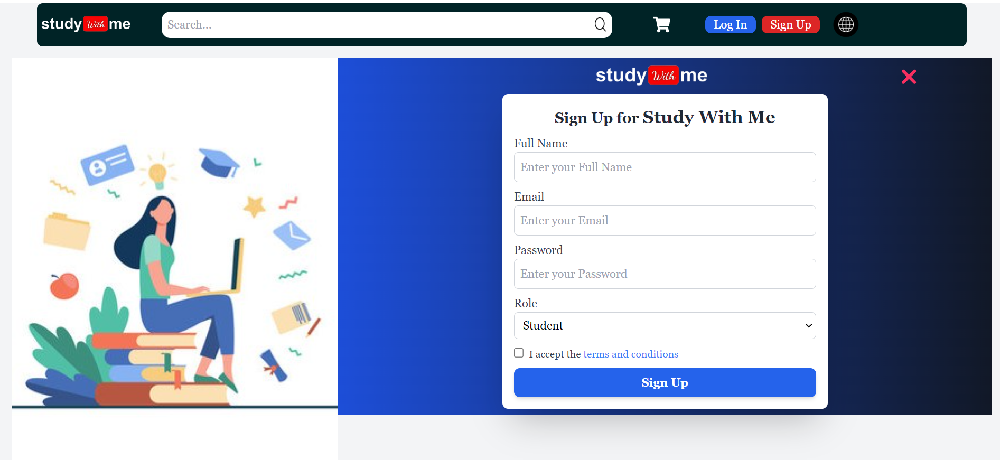 study With me
Search...
Log In
Sign Up
study With me
Sign Up for Study With Me
Full Name
Enter your Full Name
Email
Enter your Email
Password
Enter your Password
Role
Student
I accept the terms and conditions
Sign Up